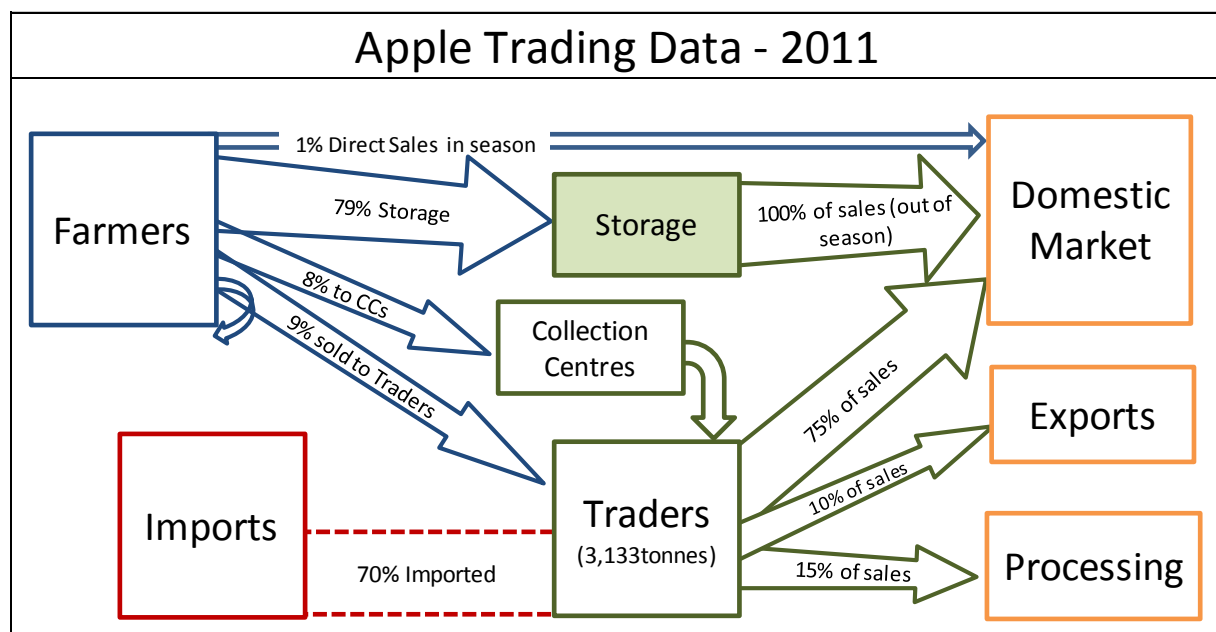 Apple Trading Data - 2011
1% Direct Sales in season
Farmers
79% Storage
Storage
100% of sales (out of
season)
Domestic
Market
8% to CCs
9% sold to Traders
Collection
Centres
75% of sales
Exports
10% of sales
Imports
70% Imported
Traders
(3,133tonnes)
15% of sales
Processing